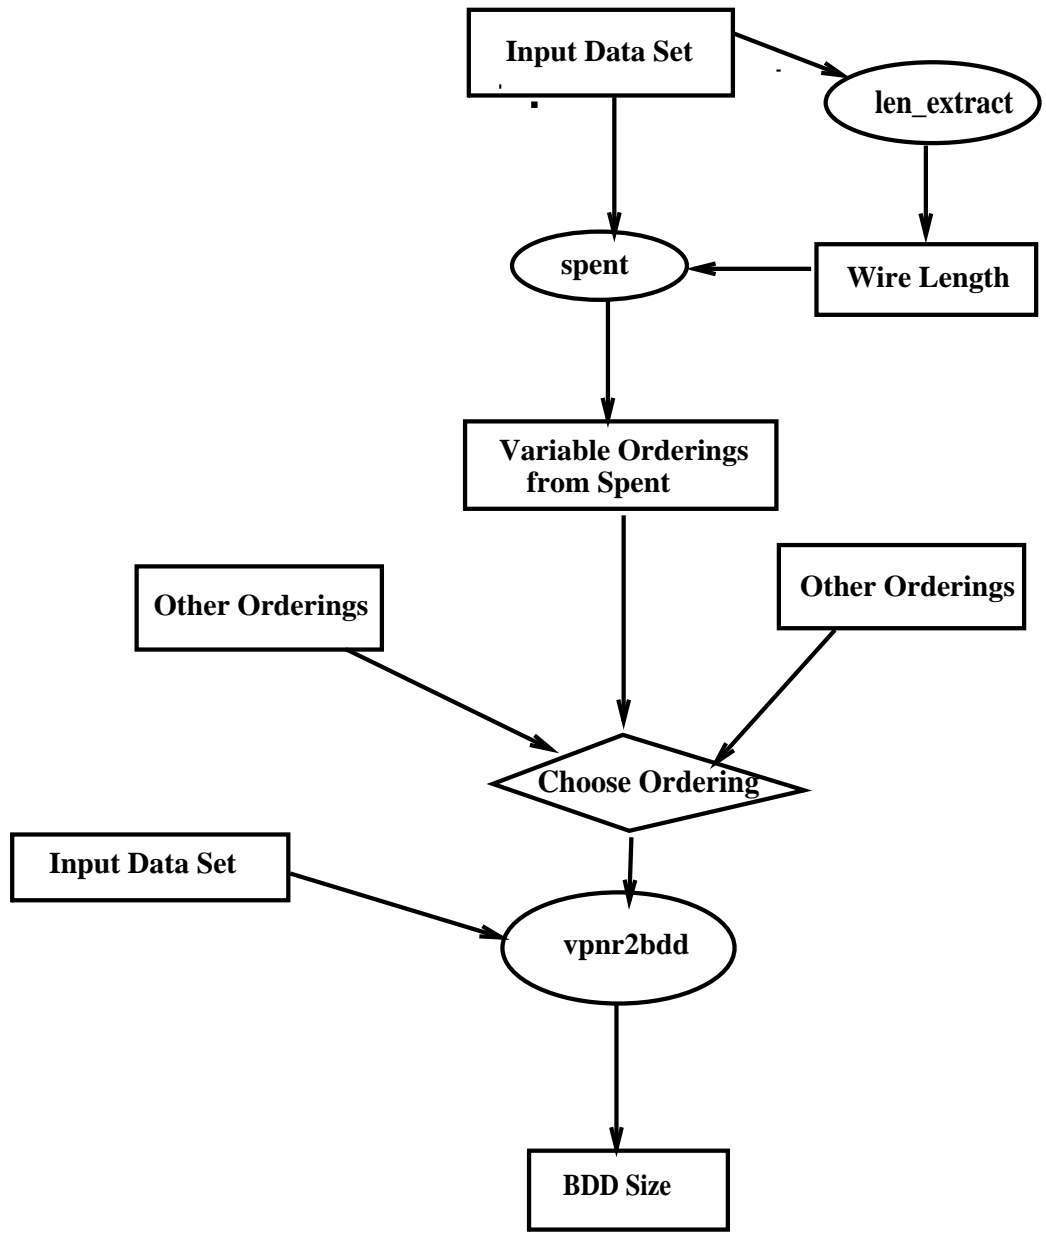 Input Data Set
len_extract
spent
Wire Length
Variable Orderings
from Spent
Other Orderings
Other Orderings
Choose Ordering
Input Data Set
vpnr2bdd
BDD Size